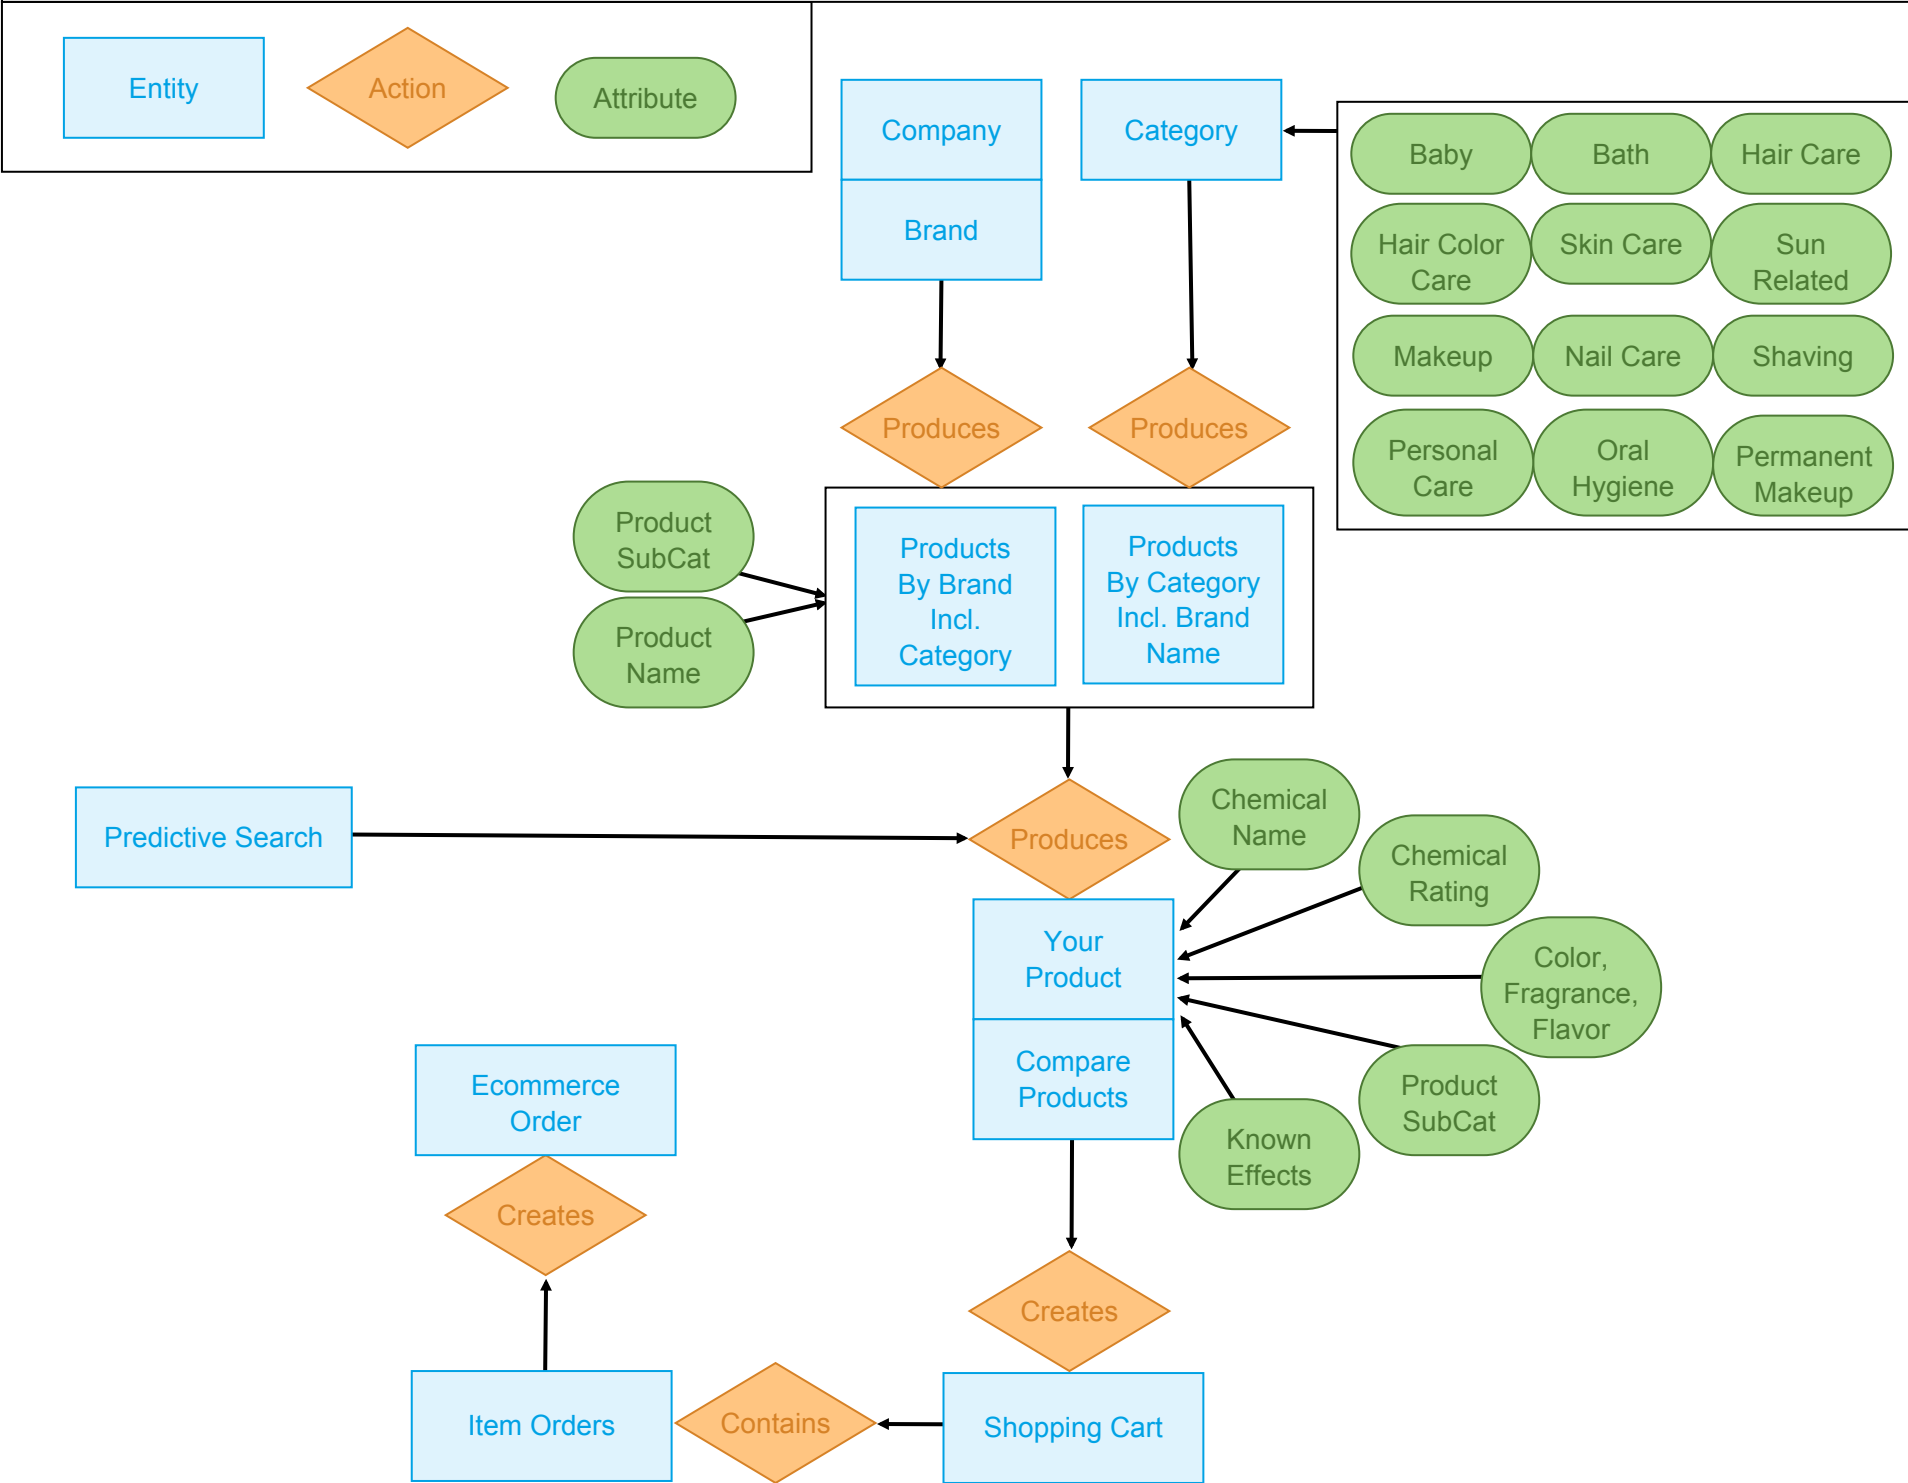 Entity
Action
Attribute
Company
Brand
Category
Baby
Bath
Hair Care
Hair Color
Care
Skin Care
Sun
Related
Makeup
Nail Care
Shaving
Personal
Care
Oral
Hygiene
Permanent
Makeup
Produces
Produces
Product
SubCat
Product
Name
Products
By Brand
Incl.
Category
Products
By Category
Incl. Brand
Name
Predictive Search
Produces
Chemical
Name
Chemical
Rating
Color,
Fragrance,
Flavor
Product
SubCat
Known
Effects
Your
Product
Compare
Products
Ecommerce
Order
Creates
Creates
Item Orders
Contains
Shopping Cart